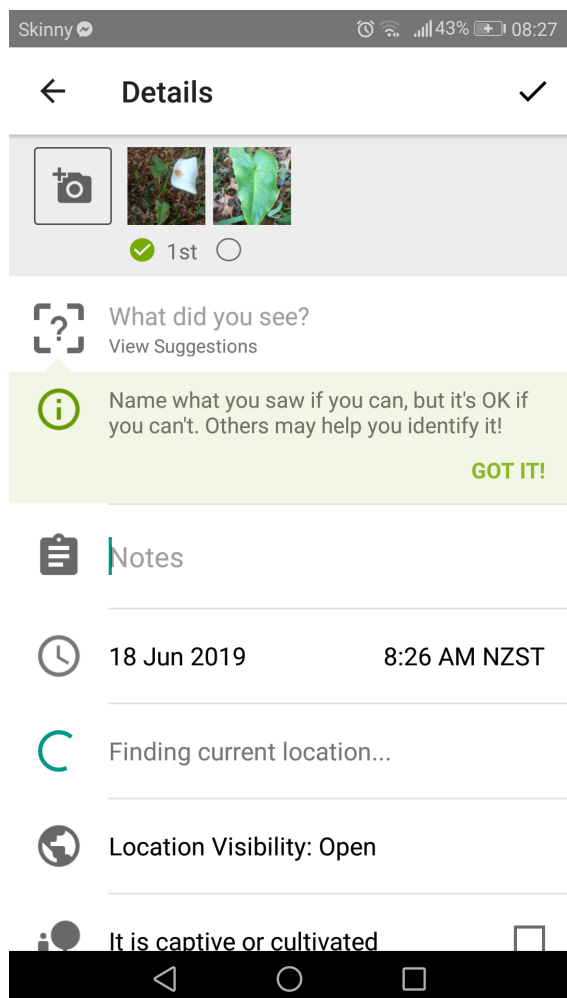 Skinny 43% 08:27
Details
1st
What did you see?
View Suggestions
Name what you saw if you can, but it's OK if
you can't. Others may help you identify it!
GOT IT!
Notes
18 Jun 2019 8:26 AM NZST
Finding current location...
Location Visibility: Open
It is captive or cultivated